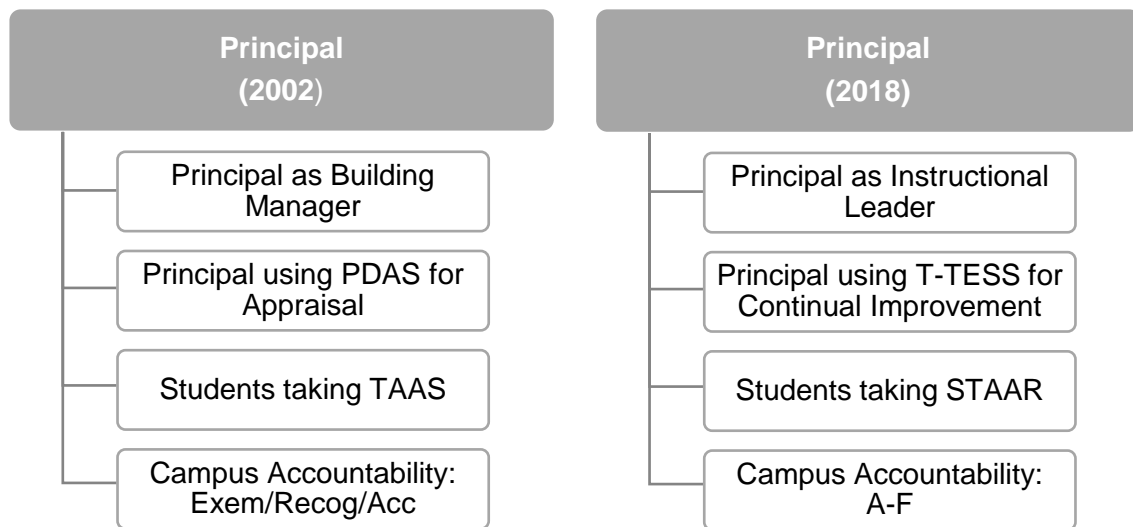 Principal
(2002)
Principal as Building
Manager
Principal using PDAS for
Appraisal
Students taking TAAS
Campus Accountability:
Exem/Recog/Acc
Principal
(2018)
Principal as Instructional
Leader
Principal using T-TESS for
Continual Improvement
Students taking STAAR
Campus Accountability:
A-F